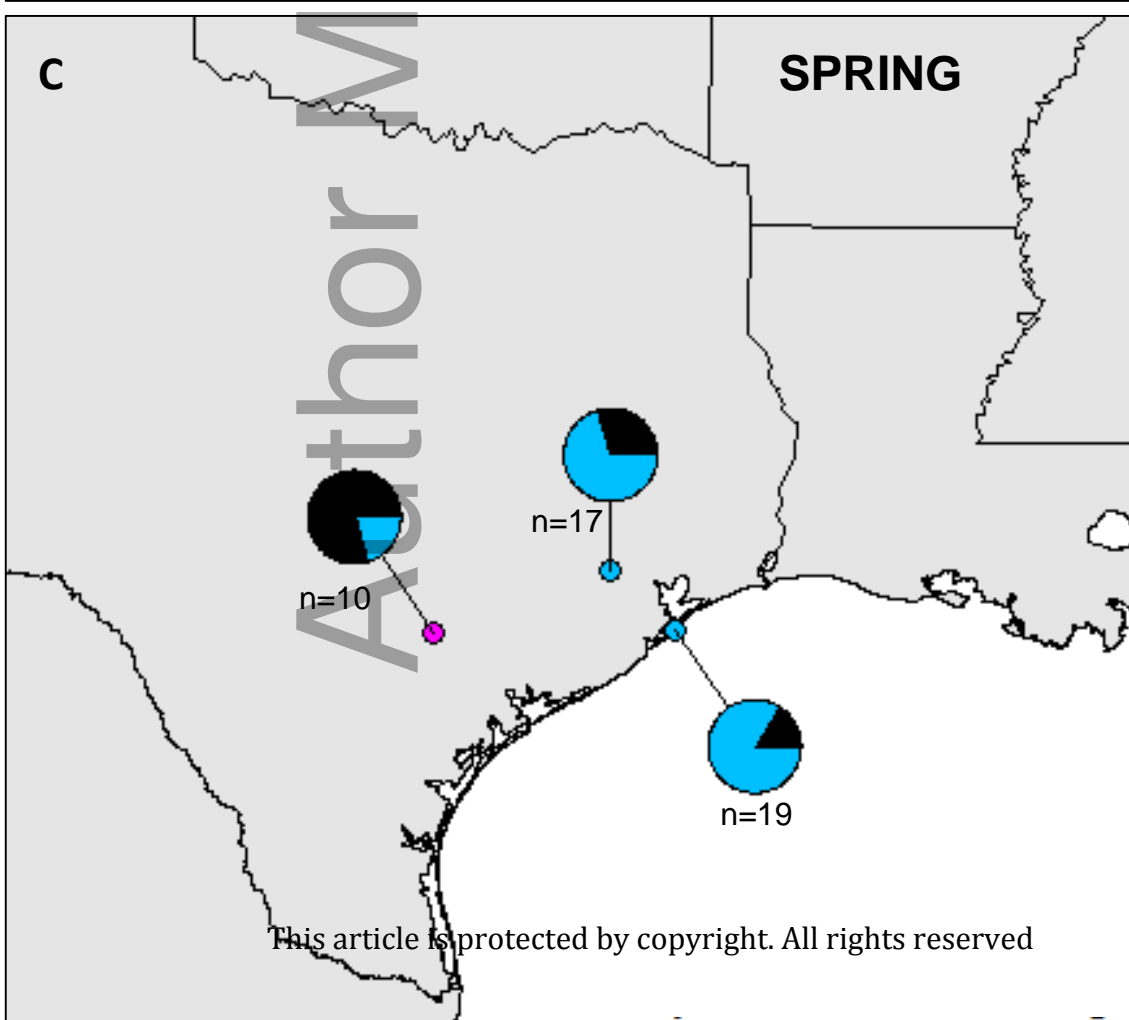 C
SPRING
Author M
n=17
n=10
n=19
This article is protected by copyright. All rights reserved